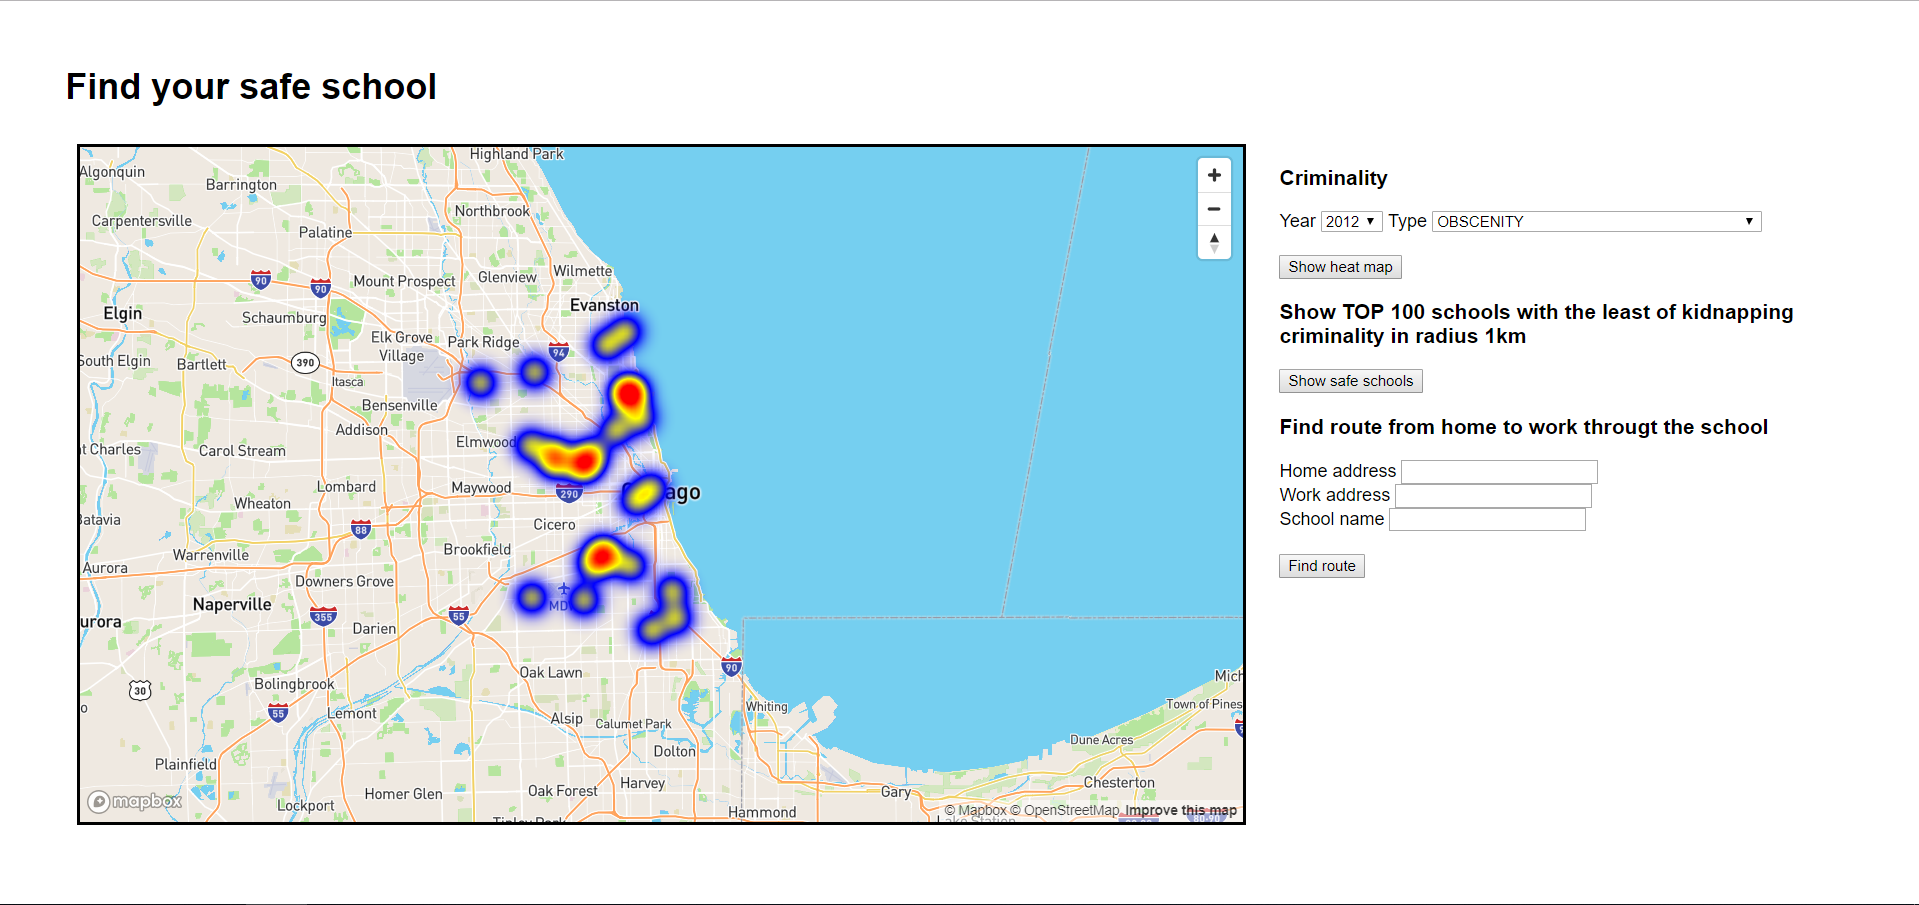 Find your safe school
Highland Park
Algonquin
Barrington
Northbrook
Carpentersville
Palatine
Wilmette
Glenview
Mount Prospect
90
90
Evanston
Elgin
Schaumburg
Elk Grove
Village
Park Ridge
94
South Elgin
Bartlett
390
Itasca
Bensenville
Addison
Elmwood
t Charles
Carol Stream
Lombard
Maywood
290
ago
Wheaton
Batavia
88
Cicero
Warrenville
Brookfield
Aurora
Downers Grove
Naperville
MD
355
55
urora
Darien
Oak Lawn
90
Mich
30
Bolingbrook
55
Lemont
Whiting
Town of Pines
Alsip
Calumet Park
Dolton
Dune Acres
Plainfield
Harvey
Chesterton
Homer Glen
Oak Forest
Gary
mapbox
Lockport
Hammond
© Mapbox © OpenStreetMap Improve this map
Criminality
Year 2012 Type OBSCENITY
Show heat map
Show TOP 100 schools with the least of kidnapping
criminality in radius 1km
Show safe schools
Find route from home to work througt the school
Home address
Work address
School name
Find route